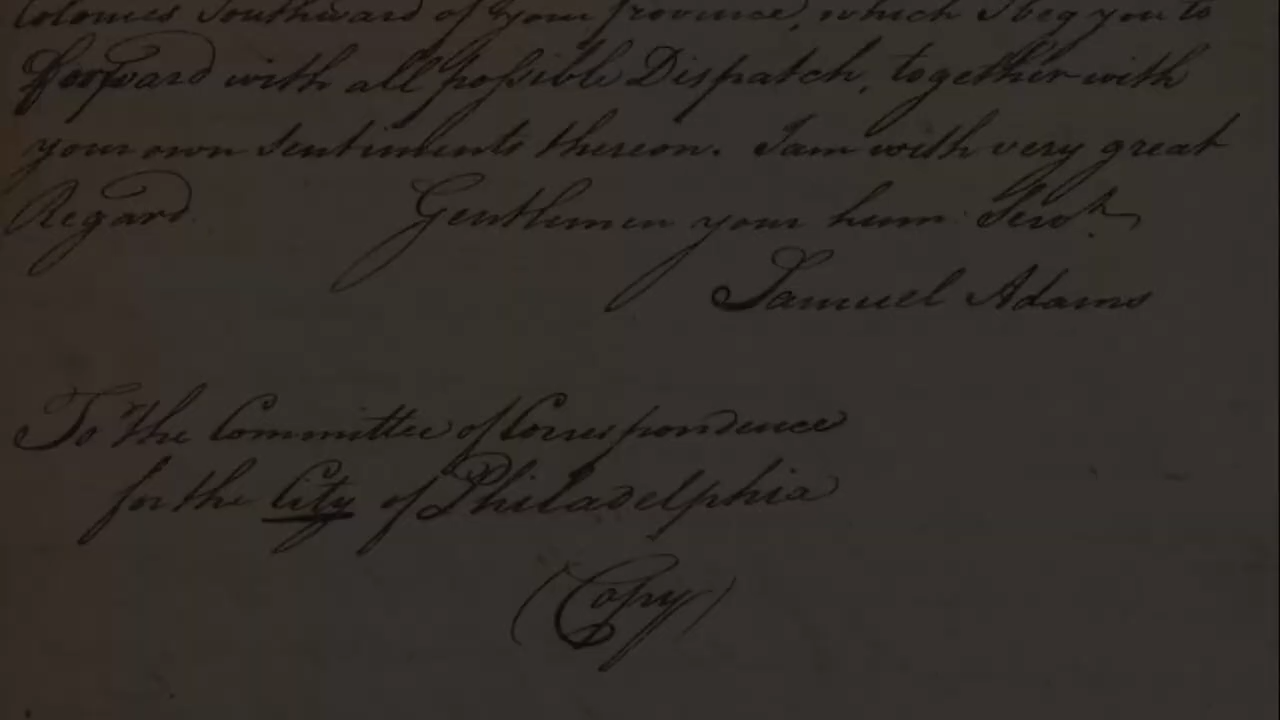 Colonies Southward of your province, which I beg you to
forward with all possible Dispatch, together with
your own Sentiments thereon. I am with very great
Regard
Gentlemen your hum: Servt.
Samuel Adams
To the Committee of Correspondence
for the City of Philadelphia
(Copy)